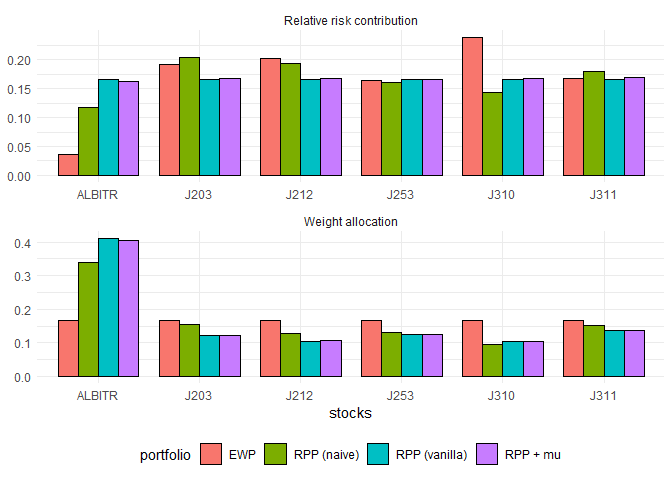 Relative risk contribution
0.20
0.15
0.10
0.05
0.00
ALBITR J203 J212 J253 J310 J311
Weight allocation
0.4
0.3
0.2
0.1
0.0
ALBITR J203 J212 J253 J310 J311
stocks
portfolio EWP RPP (naive) RPP (vanilla) RPP + mu